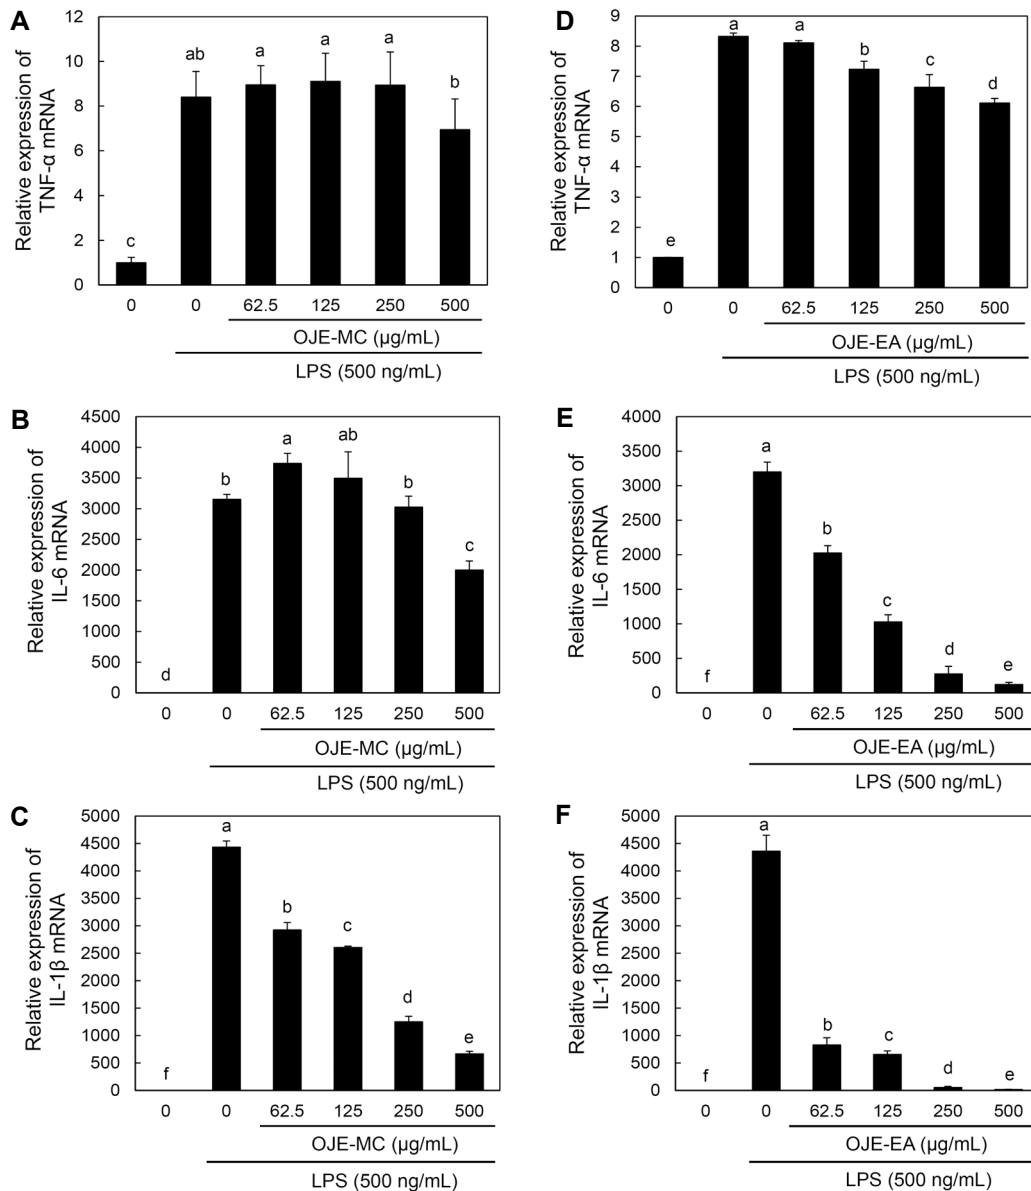 A
Relative expression of
TNF-α mRNA
12
10
8
6
4
2
0
c
ab
a
a
a
b
0
0
62.5
125
250
500
OJE-MC (µg/mL)
LPS (500 ng/mL)
D
Relative expression of
TNF-α mRNA
9
8
7
6
5
4
3
2
1
0
e
a
a
b
c
d
0
0
62.5
125
250
500
OJE-EA (µg/mL)
LPS (500 ng/mL)
B
Relative expression of
IL-6 mRNA
4500
4000
3500
3000
2500
2000
1500
1000
500
0
d
b
a
ab
b
c
0
0
62.5
125
250
500
OJE-MC (µg/mL)
LPS (500 ng/mL)
E
Relative expression of
IL-6 mRNA
4000
3500
3000
2500
2000
1500
1000
500
0
f
a
b
c
d
e
0
0
62.5
125
250
500
OJE-EA (µg/mL)
LPS (500 ng/mL)
C
Relative expression of
IL-1β mRNA
5000
4500
4000
3500
3000
2500
2000
1500
1000
500
0
f
a
b
c
d
e
0
0
62.5
125
250
500
OJE-MC (µg/mL)
LPS (500 ng/mL)
F
Relative expression of
IL-1β mRNA
5000
4500
4000
3500
3000
2500
2000
1500
1000
500
0
f
a
b
c
d
e
0
0
62.5
125
250
500
OJE-EA (µg/mL)
LPS (500 ng/mL)